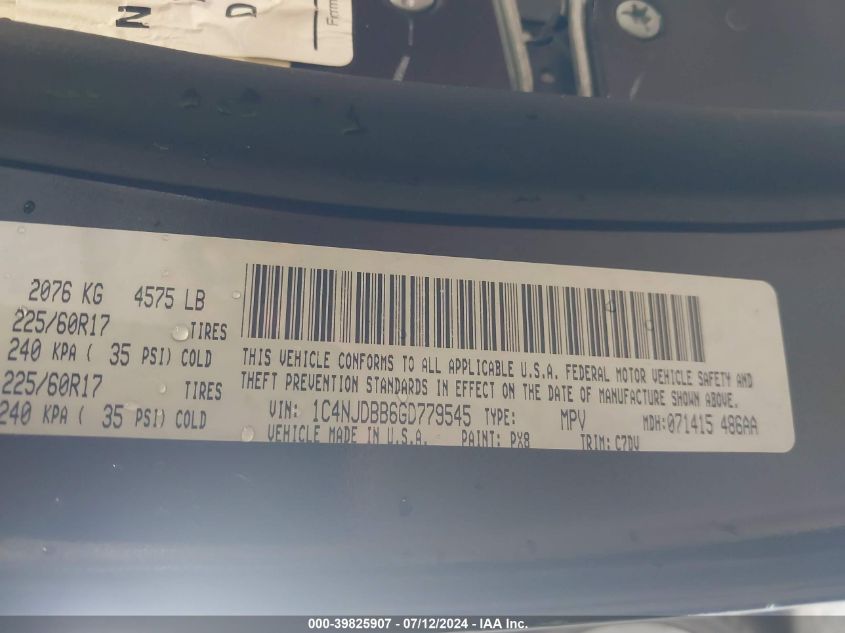 N
D
2076 KG 4575 LB
225/60R17 TIRES
240 KPA ( 35 PSI) COLD
225/60R17 TIRES
240 KPA ( 35 PSI) COLD
THIS VEHICLE CONFORMS TO ALL APPLICABLE U.S.A. FEDERAL MOTOR VEHICLE SAFETY AND
THEFT PREVENTION STANDARDS IN EFFECT ON THE DATE OF MANUFACTURE SHOWN ABOVE.
VIN: 1C4NJDBB6GD779545 TYPE: MPV MDH:071415 486AA
VEHICLE MADE IN U.S.A. PAINT: PX8 TRIM: C7DV
000-39825907 - 07/12/2024 - IAA Inc.